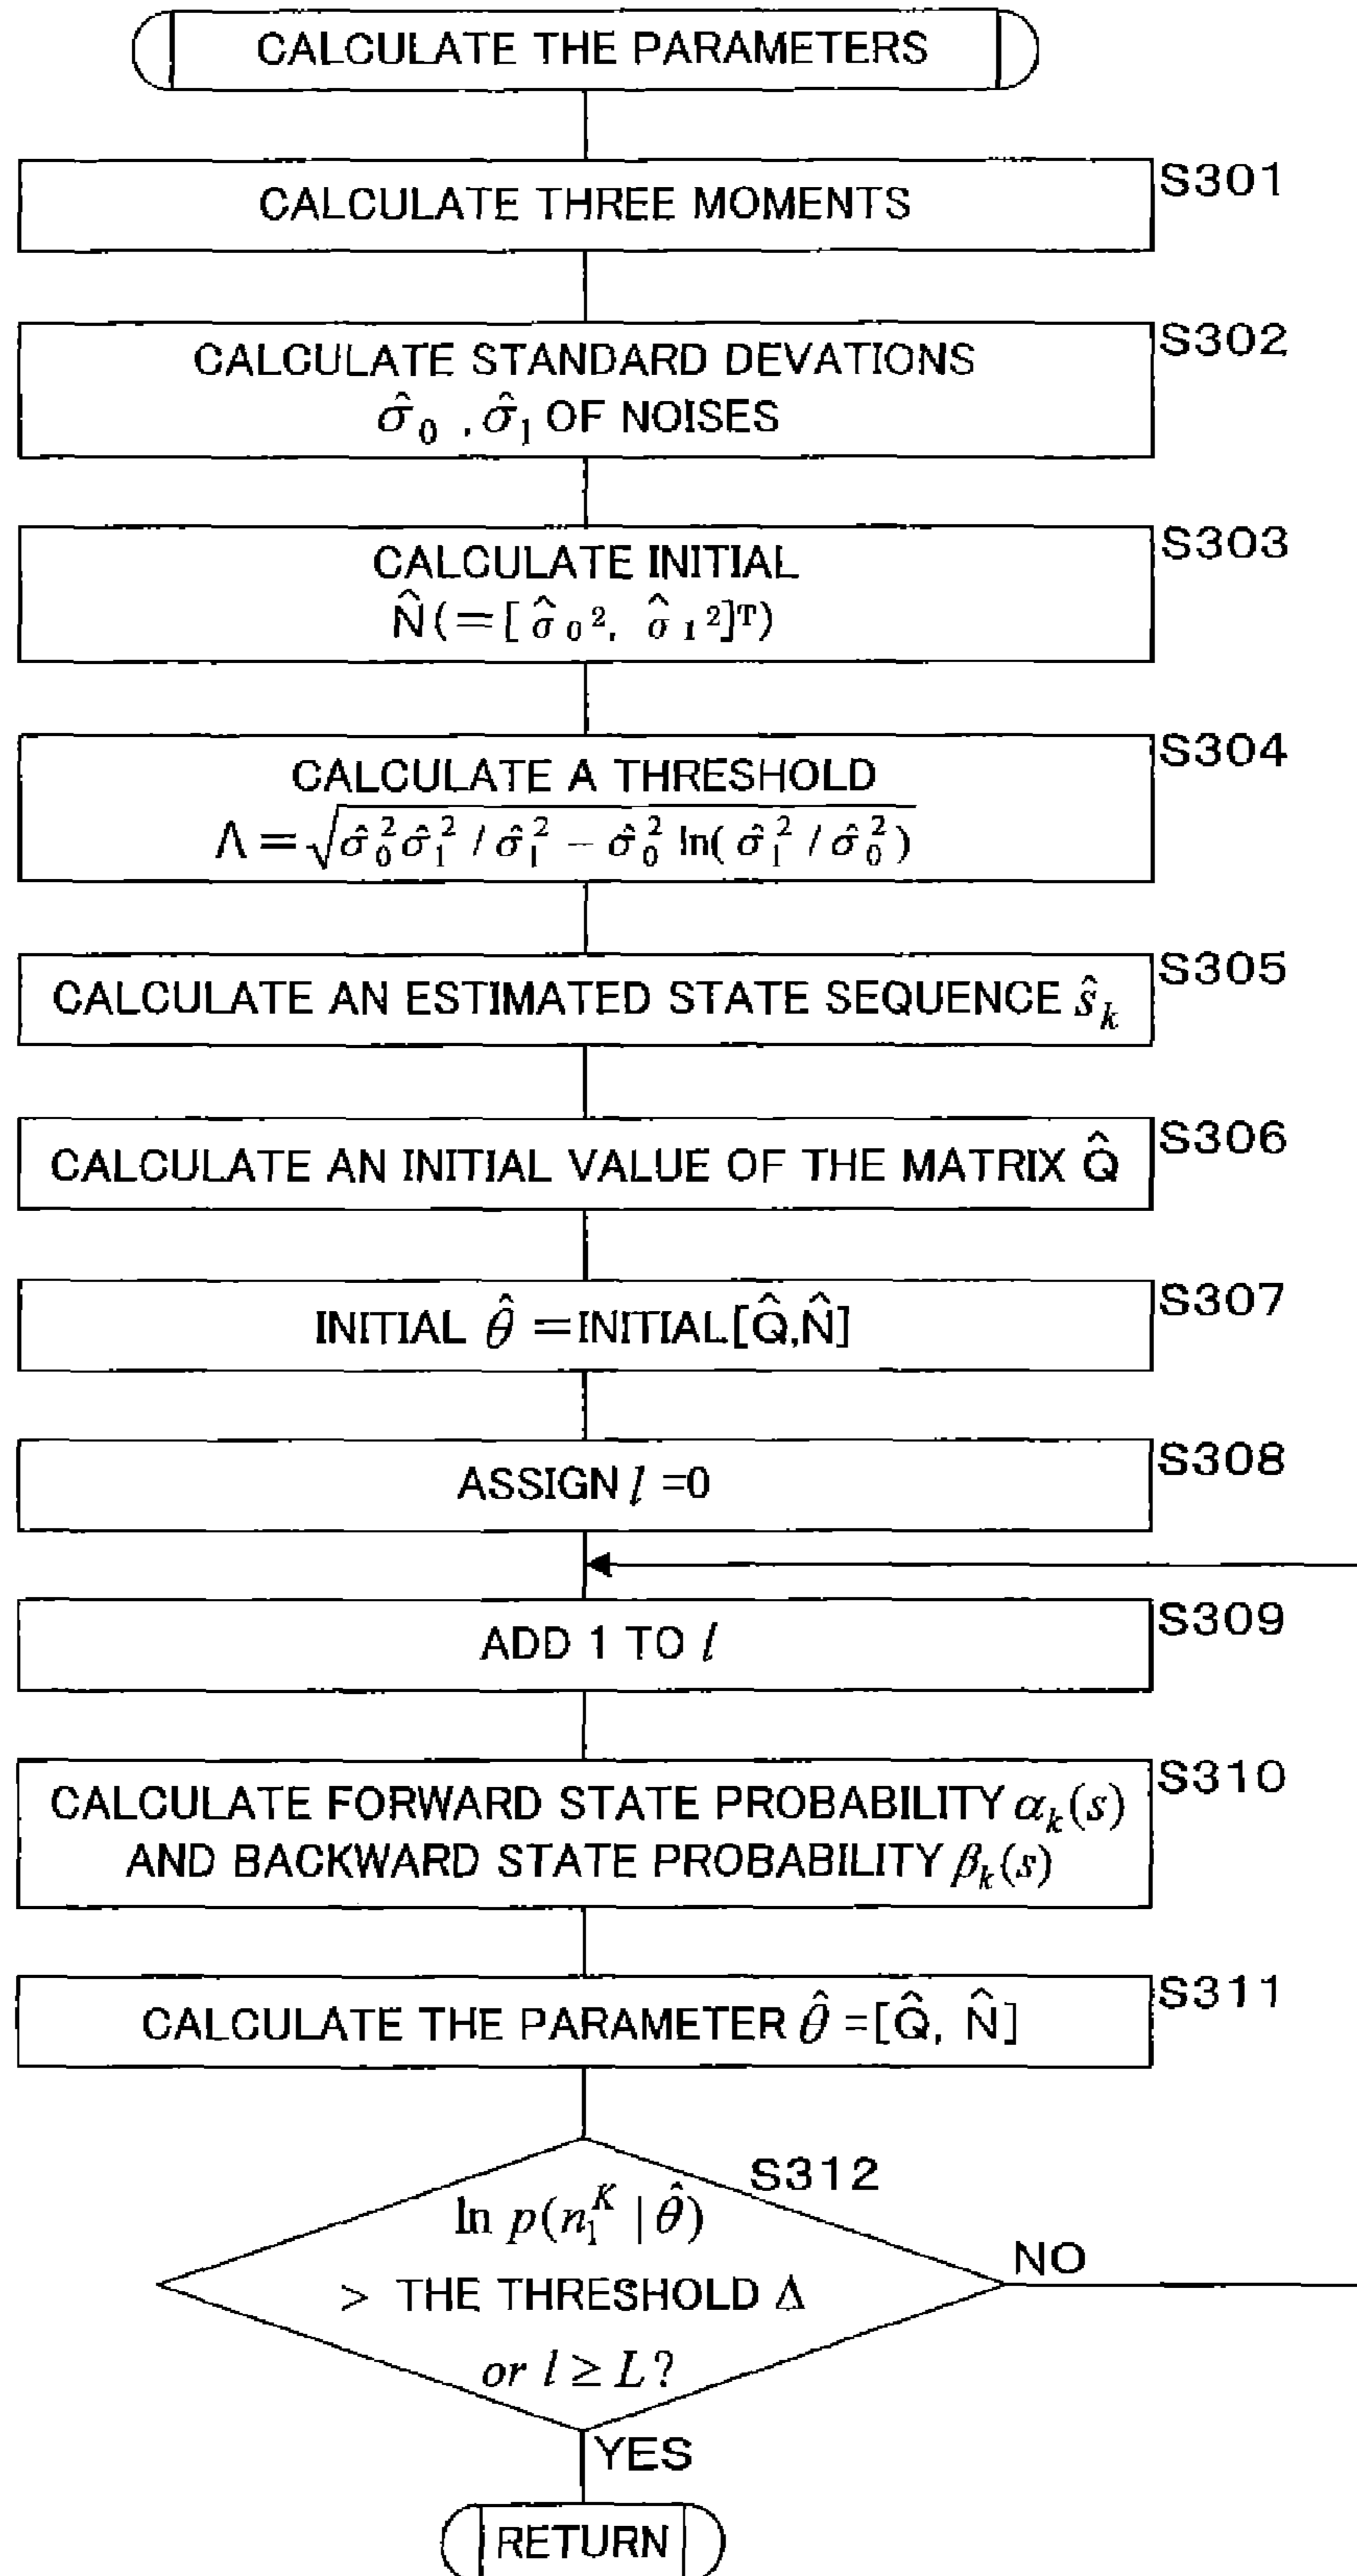 CALCULATE THE PARAMETERS
S301
CALCULATE THREE MOMENTS
S302
CALCULATE STANDARD DEVATIONS
σ̂₀ , σ̂₁ OF NOISES
S303
CALCULATE INITIAL
N̂ (=[ σ̂₀², σ̂₁²]ᵀ)
S304
CALCULATE A THRESHOLD
Λ = √(σ̂₀² σ̂₁² / σ̂₁² − σ̂₀² ln( σ̂₁² / σ̂₀²))
S305
CALCULATE AN ESTIMATED STATE SEQUENCE ŝₖ
S306
CALCULATE AN INITIAL VALUE OF THE MATRIX Q̂
S307
INITIAL θ̂ =INITIAL[Q̂,N̂]
S308
ASSIGN l =0
S309
ADD 1 TO l
S310
CALCULATE FORWARD STATE PROBABILITY αₖ(s)
AND BACKWARD STATE PROBABILITY βₖ(s)
S311
CALCULATE THE PARAMETER θ̂ =[Q̂, N̂]
S312
ln p(n₁ᴷ | θ̂)
> THE THRESHOLD Δ
or l ≥ L?
NO
YES
RETURN